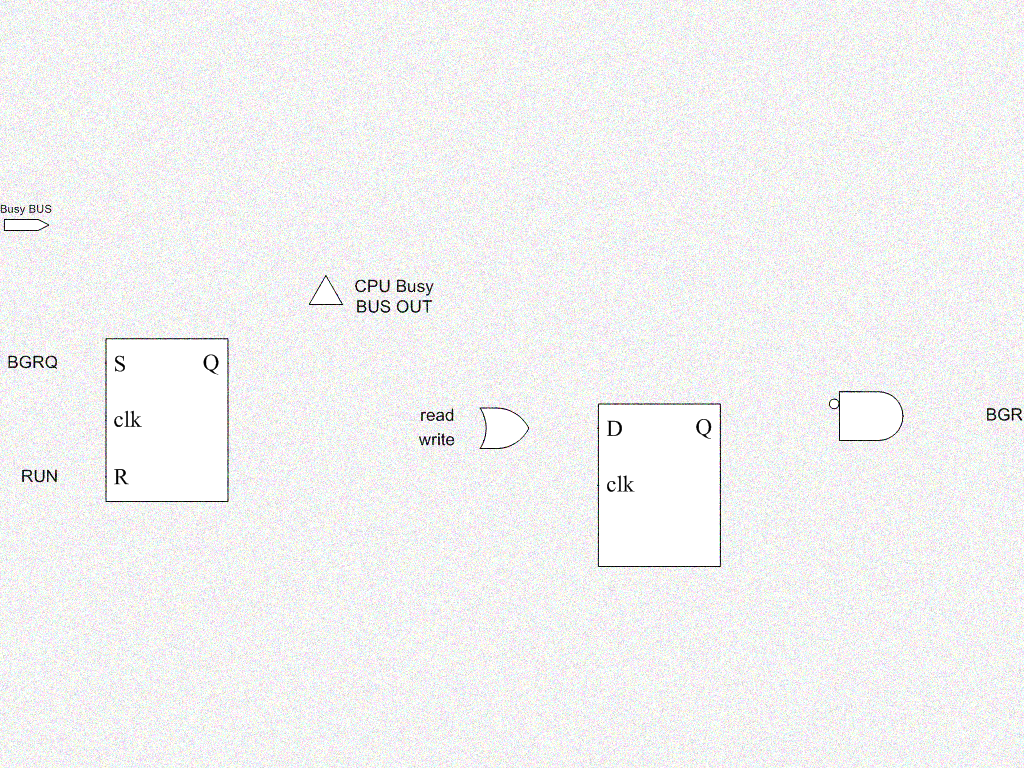 Busy BUS
CPU Busy
BUS OUT
BGRQ
S Q
clk
RUN
R
read
write
D Q
clk
BGR